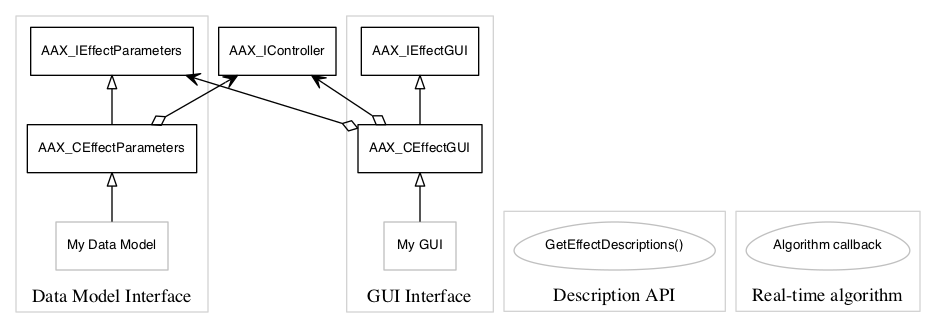 AAX_IEffectParameters
AAX_IController
AAX_IEffectGUI
AAX_CEffectParameters
AAX_CEffectGUI
My Data Model
My GUI
GetEffectDescriptions()
Algorithm callback
Data Model Interface
GUI Interface
Description API
Real-time algorithm